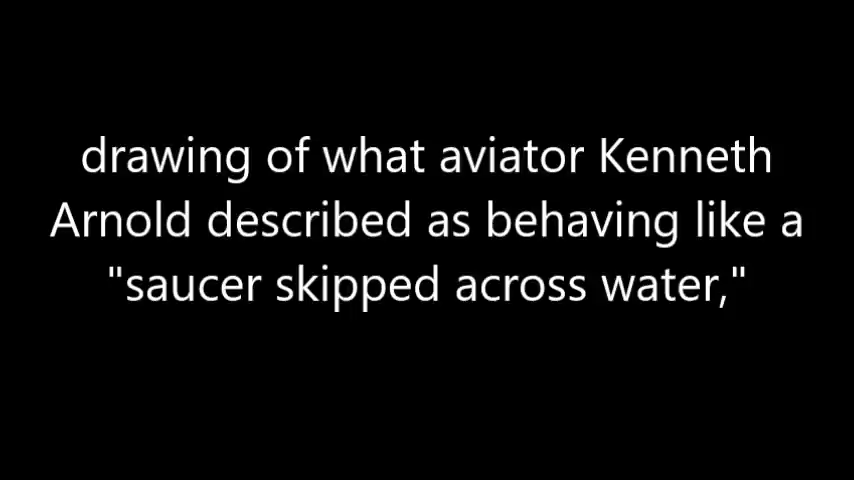 drawing of what aviator Kenneth
Arnold described as behaving like a
"saucer skipped across water,"